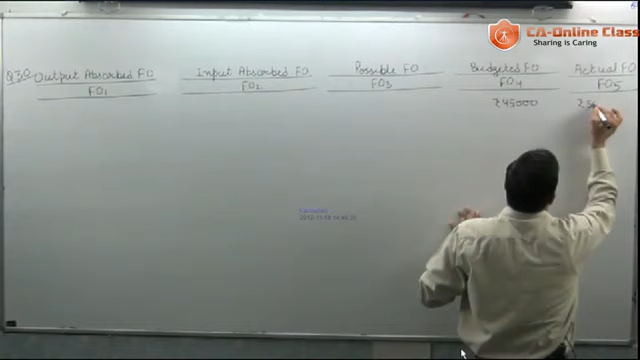 CA-Online Class
Sharing is Caring
Q30 Output Absorbed FO Input Absorbed FO Possible FO Budgeted FO Actual FO
FO1 FO2 FO3 FO4 FO5
₹45000